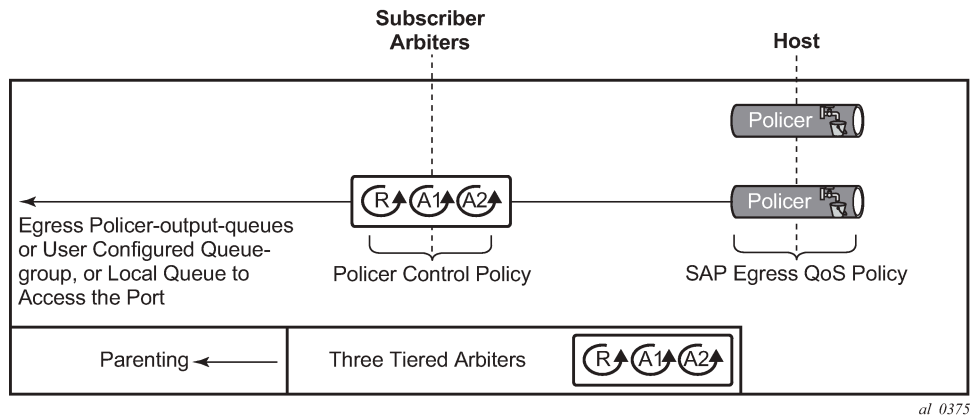 Subscriber
Arbiters
Host
Policer
R A1 A2
Policer
Egress Policer-output-queues
or User Configured Queue-
group, or Local Queue to
Access the Port
Policer Control Policy
SAP Egress QoS Policy
Parenting
Three Tiered Arbiters
R A1 A2
al_0375